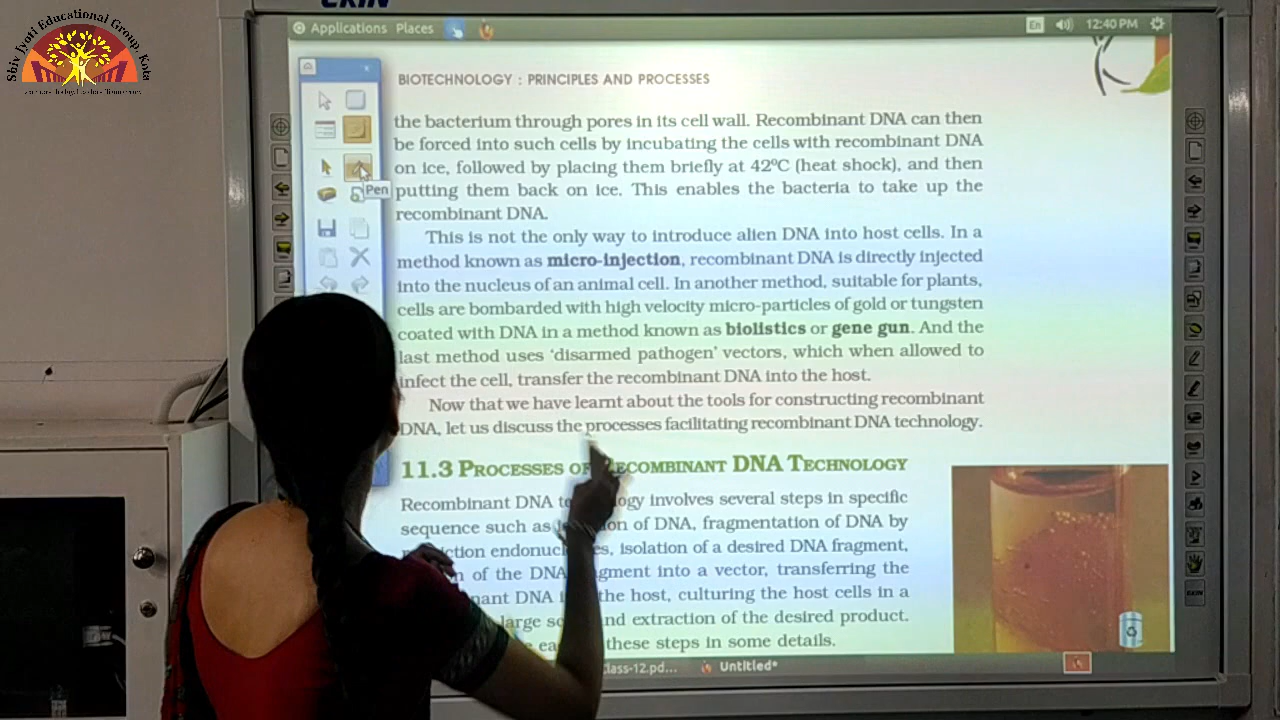 Shiv Jyoti Educational Group, Kota
Applications Places
En
12:40 PM
BIOTECHNOLOGY : PRINCIPLES AND PROCESSES
the bacterium through pores in its cell wall. Recombinant DNA can then
be forced into such cells by incubating the cells with recombinant DNA
on ice, followed by placing them briefly at 42ºC (heat shock), and then
Pen
putting them back on ice. This enables the bacteria to take up the
recombinant DNA.
This is not the only way to introduce alien DNA into host cells. In a
method known as micro-injection, recombinant DNA is directly injected
into the nucleus of an animal cell. In another method, suitable for plants,
cells are bombarded with high velocity micro-particles of gold or tungsten
coated with DNA in a method known as biolistics or gene gun. And the
last method uses ‘disarmed pathogen’ vectors, which when allowed to
infect the cell, transfer the recombinant DNA into the host.
Now that we have learnt about the tools for constructing recombinant
DNA, let us discuss the processes facilitating recombinant DNA technology.
11.3 PROCESSES OF RECOMBINANT DNA TECHNOLOGY
Recombinant DNA technology involves several steps in specific
sequence such as of DNA, fragmentation of DNA by
isolation of a desired DNA fragment,
of the DNA fragment into a vector, transferring the
DNA the host, culturing the host cells in a
large and extraction of the desired product.
these steps in some details.
Untitled*